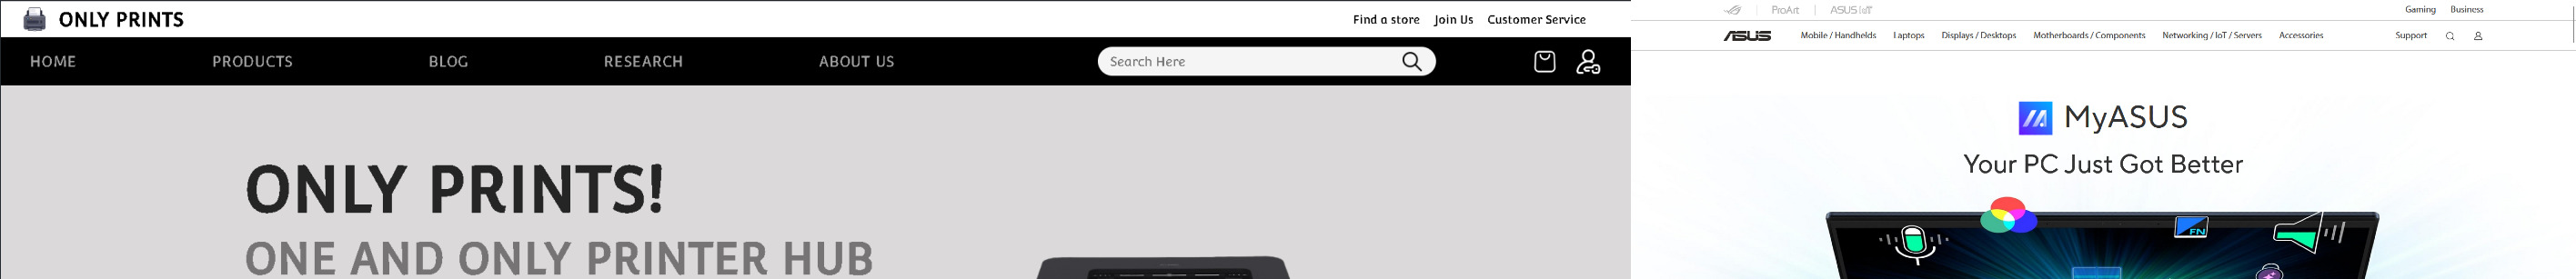 ONLY PRINTS
Find a store Join Us Customer Service
HOME PRODUCTS BLOG RESEARCH ABOUT US Search Here
ONLY PRINTS!
ONE AND ONLY PRINTER HUB
ProArt ASUS IoT
Gaming Business
ASUS Mobile / Handhelds Laptops Displays / Desktops Motherboards / Components Networking / IoT / Servers Accessories Support
MyASUS
Your PC Just Got Better
FN